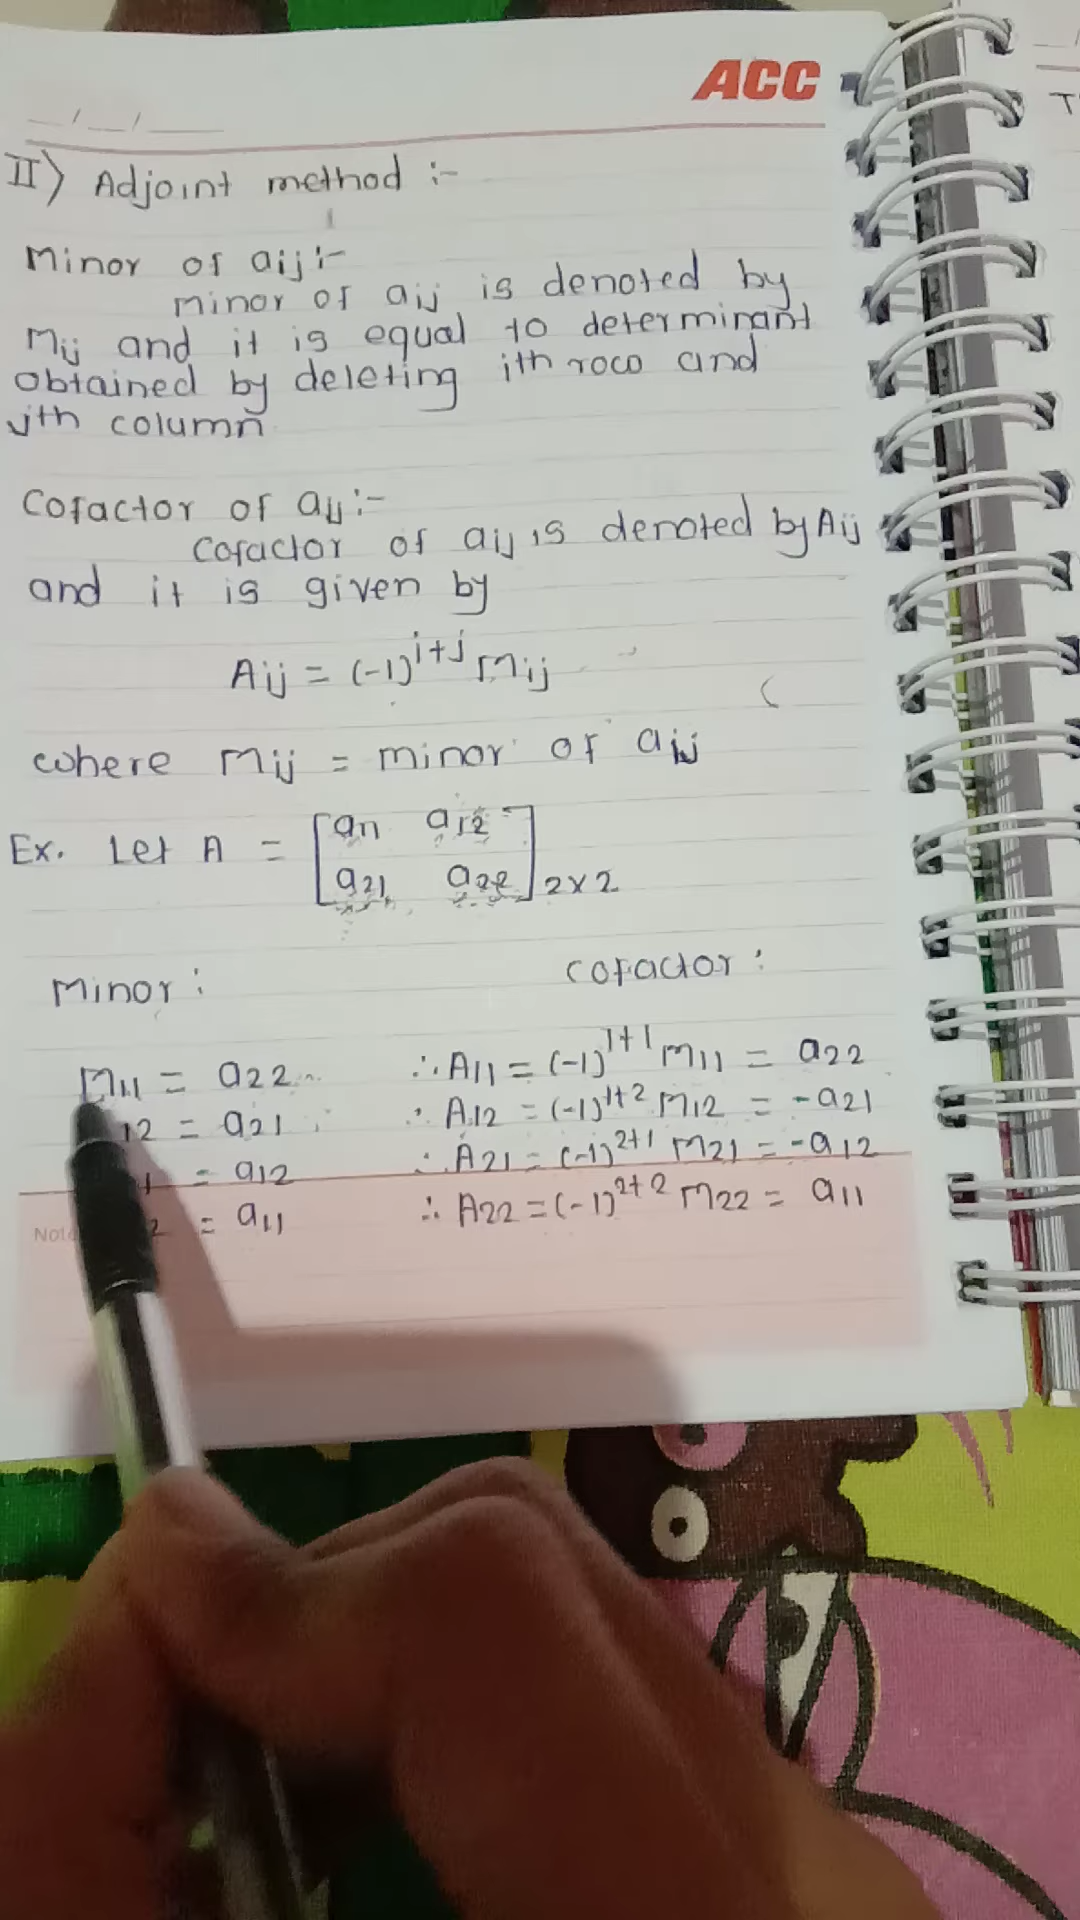 ACC
II) Adjoint method :-
Minor of aij :-
minor of aij is denoted by
Mij and it is equal to determinant
obtained by deleting ith row and
jth column
Cofactor of aij :-
Cofactor of aij is denoted by Aij
and it is given by
Aij = (-1)^i+j Mij
where Mij = minor of aij
Ex. Let A = [a11 a12
a21 a22] 2x2
Minor : Cofactor :
M11 = a22 ∴ A11 = (-1)^1+1 M11 = a22
12 = a21 ∴ A12 = (-1)^1+2 M12 = -a21
1 = a12 ∴ A21 = (-1)^2+1 M21 = -a12
2 = a11 ∴ A22 = (-1)^2+2 M22 = a11
Note
T